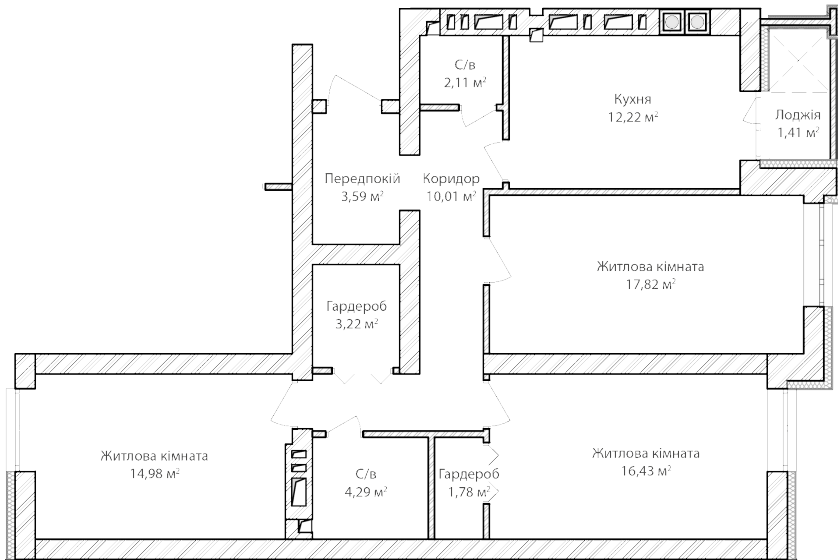 С/в
2,11 м²
Кухня
12,22 м²
Лоджія
1,41 м²
Передпокій
3,59 м²
Коридор
10,01 м²
Житлова кімната
17,82 м²
Гардероб
3,22 м²
Житлова кімната
14,98 м²
С/в
4,29 м²
Гардероб
1,78 м²
Житлова кімната
16,43 м²